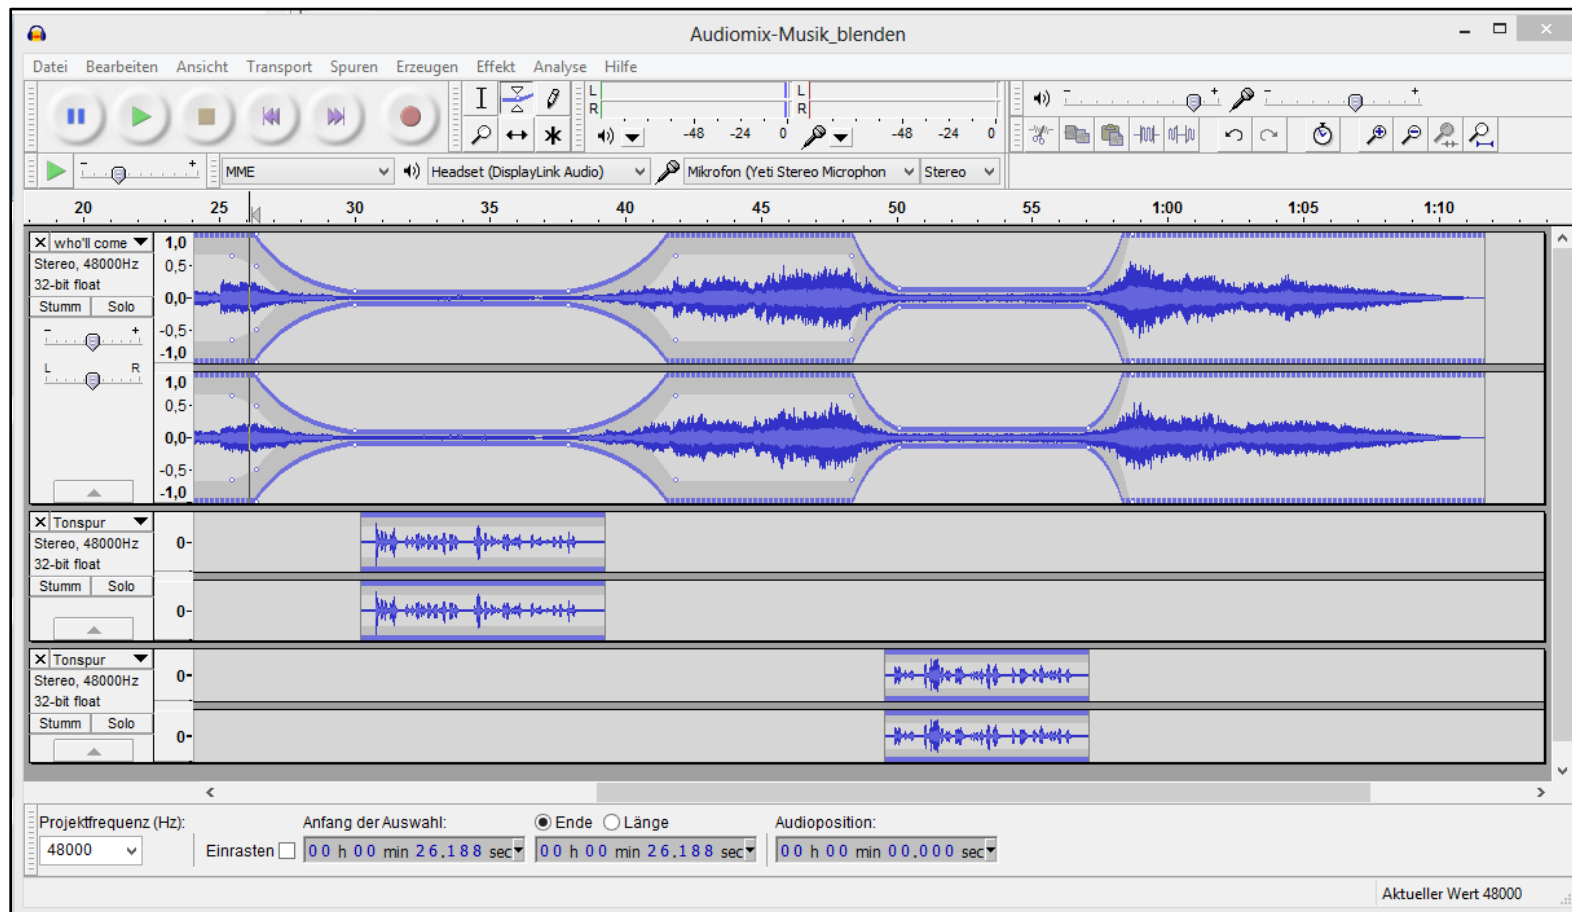 Audiomix-Musik_blenden
Datei Bearbeiten Ansicht Transport Spuren Erzeugen Effekt Analyse Hilfe
L
R
-48 -24 0
L
R
-48 -24 0
- +
- +
- +
MME
Headset (DisplayLink Audio)
Mikrofon (Yeti Stereo Microphon
Stereo
20 25 30 35 40 45 50 55 1:00 1:05 1:10
who'll come
Stereo, 48000Hz
32-bit float
Stumm Solo
- +
L R
1,0
0,5-
0,0-
-0,5-
-1,0
1,0
0,5-
0,0-
-0,5-
-1,0
Tonspur
Stereo, 48000Hz
32-bit float
Stumm Solo
0-
0-
Tonspur
Stereo, 48000Hz
32-bit float
Stumm Solo
0-
0-
Projektfrequenz (Hz):
48000
Einrasten
Anfang der Auswahl:
00 h 00 min 26.188 sec
Ende Länge
00 h 00 min 26.188 sec
Audioposition:
00 h 00 min 00.000 sec
Aktueller Wert 48000